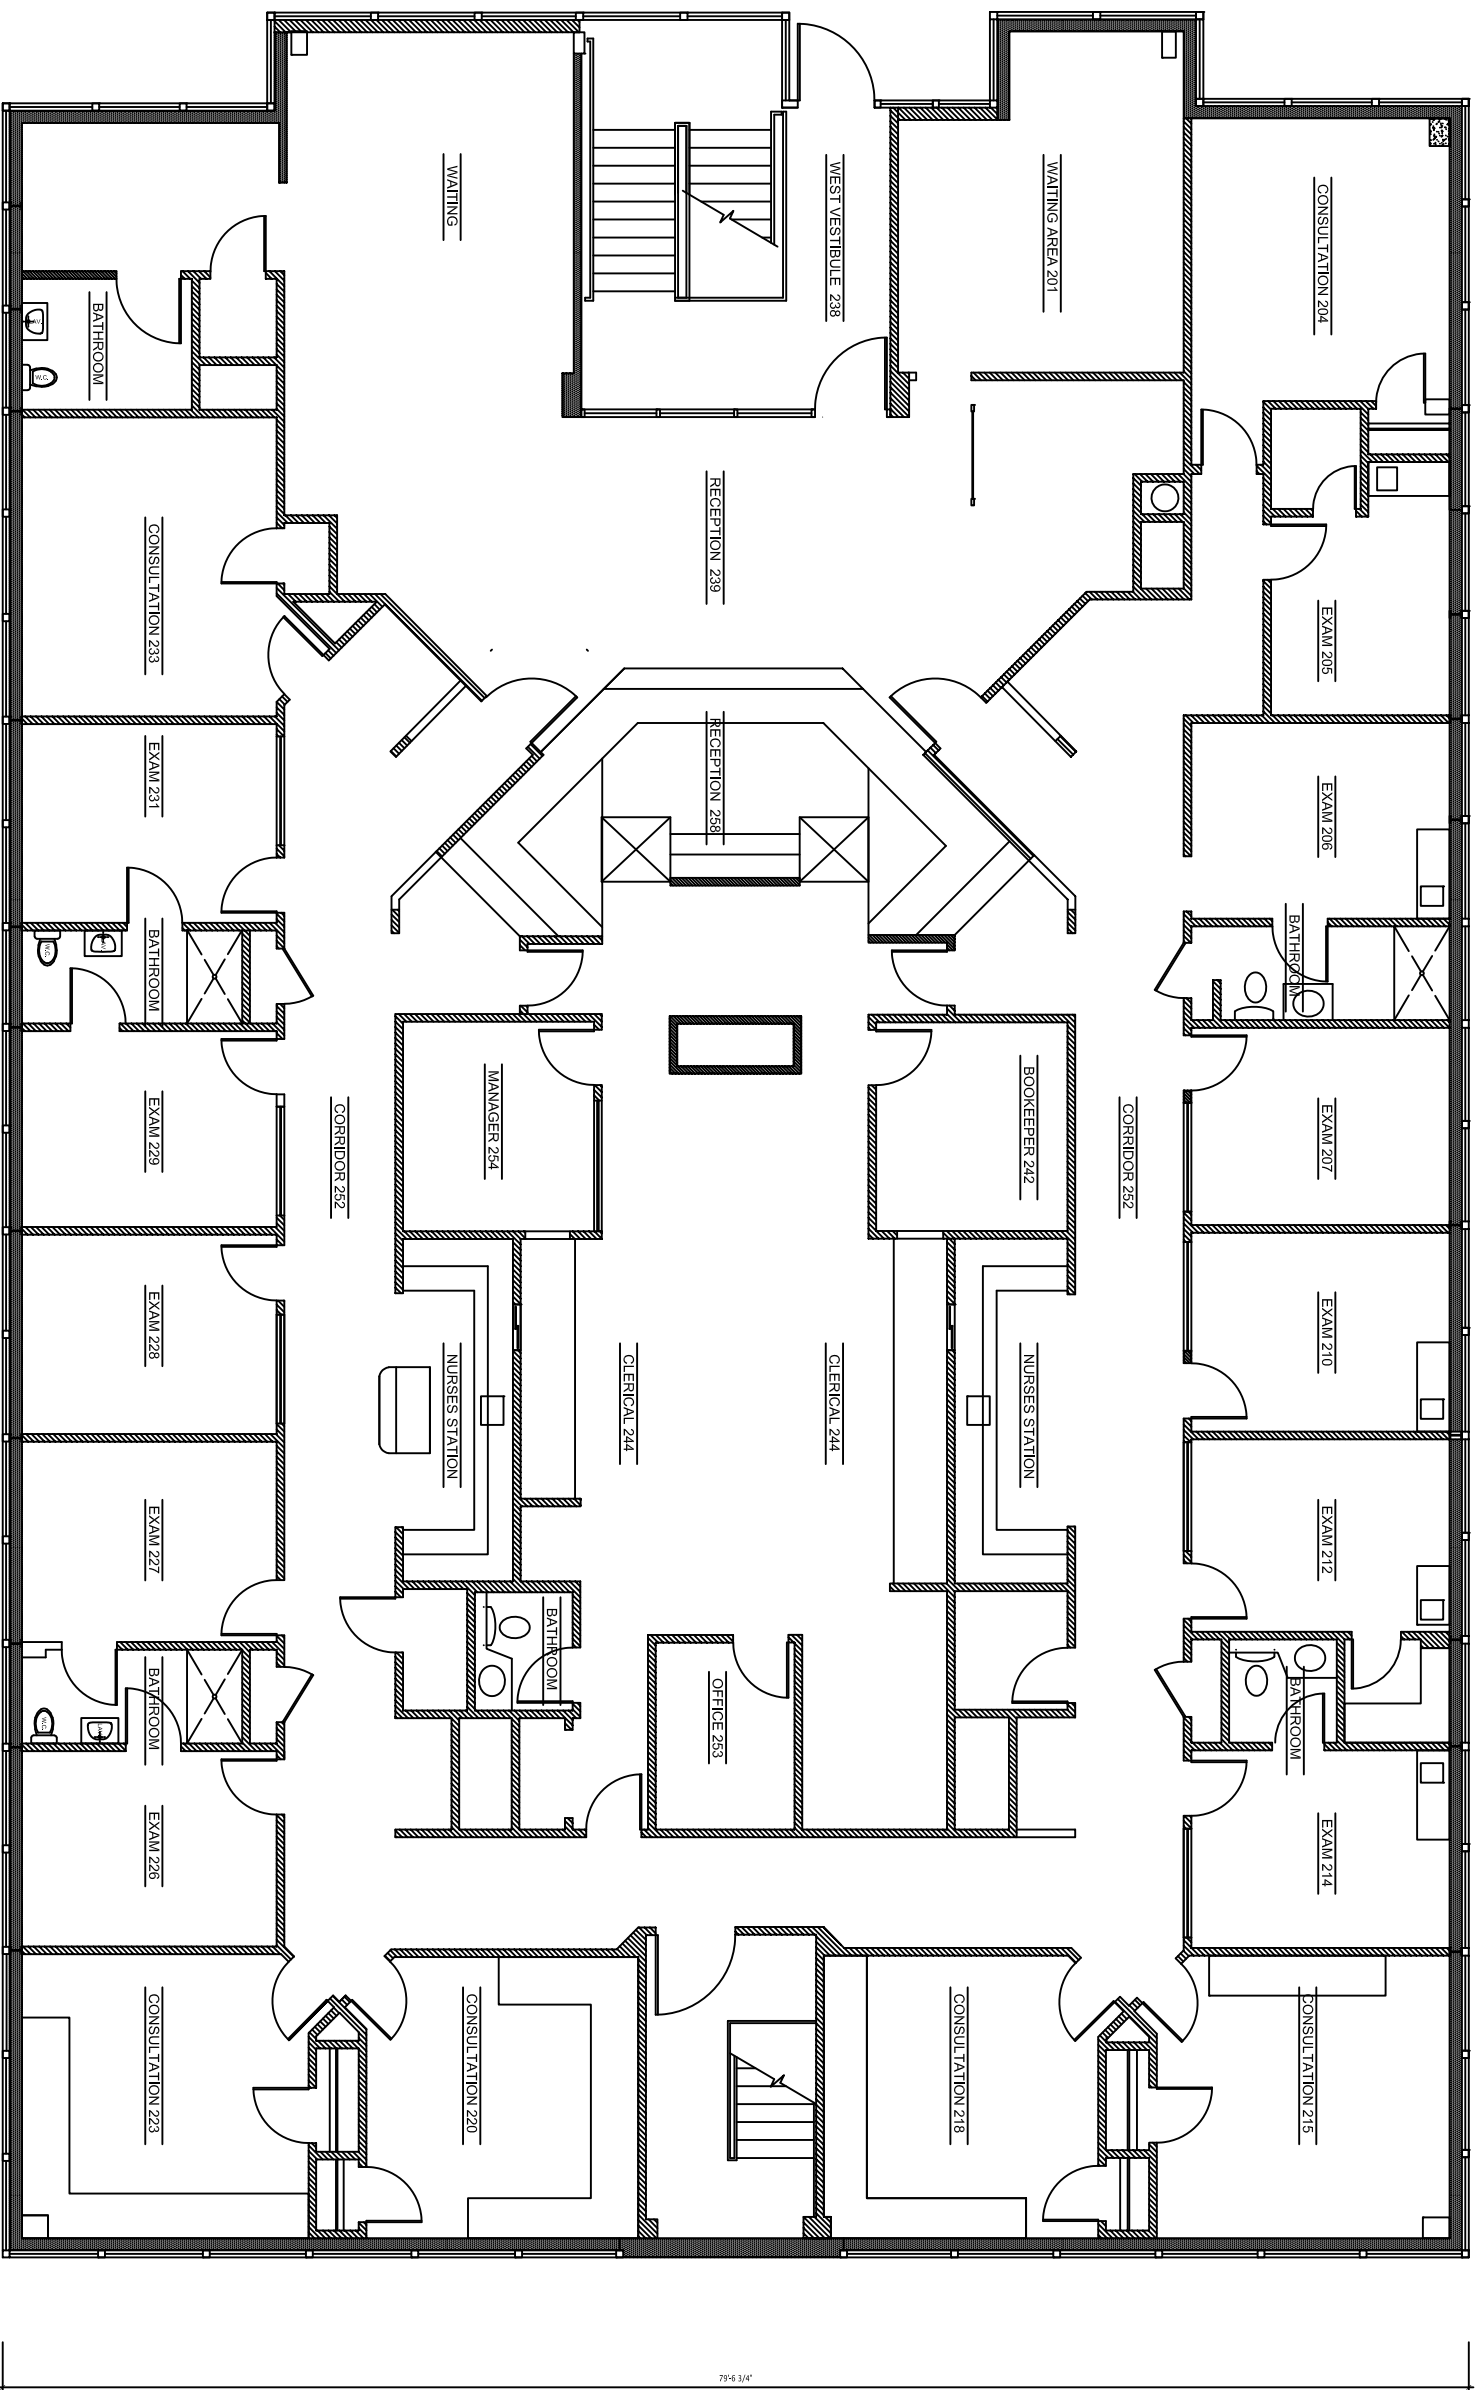 WAITING
WEST VESTIBULE 238
WAITING AREA 201
CONSULTATION 204
BATHROOM
LAV.
W.C.
CONSULTATION 233
RECEPTION 239
EXAM 205
EXAM 231
RECEPTION 258
EXAM 206
BATHROOM
W.C.
LAV.
BATHROOM
EXAM 229
CORRIDOR 252
MANAGER 254
BOOKEEPER 242
CORRIDOR 252
EXAM 207
EXAM 228
NURSES STATION
CLERICAL 244
CLERICAL 244
NURSES STATION
EXAM 210
EXAM 227
EXAM 212
BATHROOM
BATHROOM
OFFICE 253
BATHROOM
W.C.
LAV.
EXAM 226
EXAM 214
CONSULTATION 223
CONSULTATION 220
CONSULTATION 218
CONSULTATION 215
79'-6 3/4"